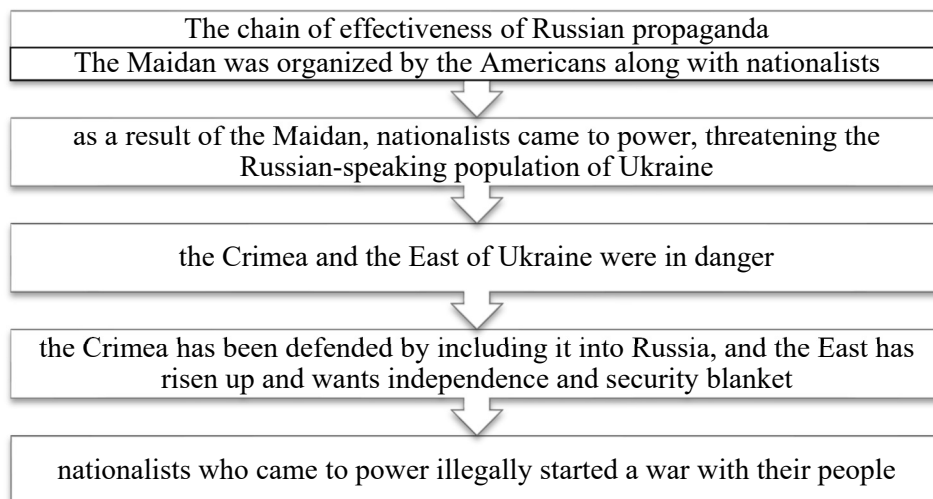 The chain of effectiveness of Russian propaganda
The Maidan was organized by the Americans along with nationalists
as a result of the Maidan, nationalists came to power, threatening the
Russian-speaking population of Ukraine
the Crimea and the East of Ukraine were in danger
the Crimea has been defended by including it into Russia, and the East has
risen up and wants independence and security blanket
nationalists who came to power illegally started a war with their people